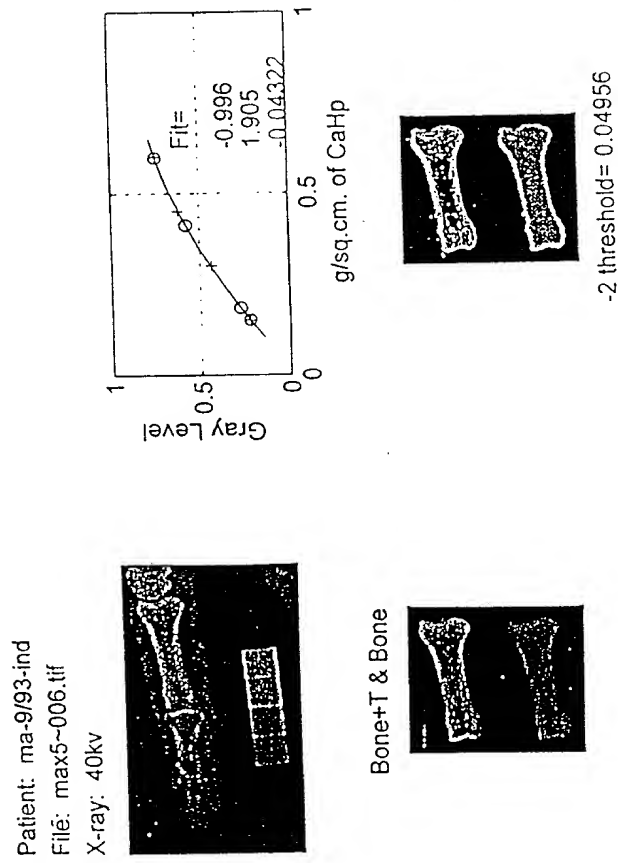 Patient: ma-9/93-ind
File: max5~006.tif
X-ray: 40kv
Bone+T & Bone
Gray Level
1
0.5
0
Fit=
-0.996
1.905
-0.04322
0
0.5
1
g/sq.cm. of CaHp
-2 threshold= 0.04956